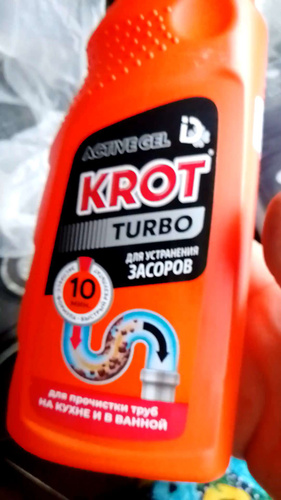 ACTIVE GEL
KROT
TURBO
ДЛЯ УСТРАНЕНИЯ
ЗАСОРОВ
10
для прочистки труб
НА КУХНЕ И В ВАННОЙ